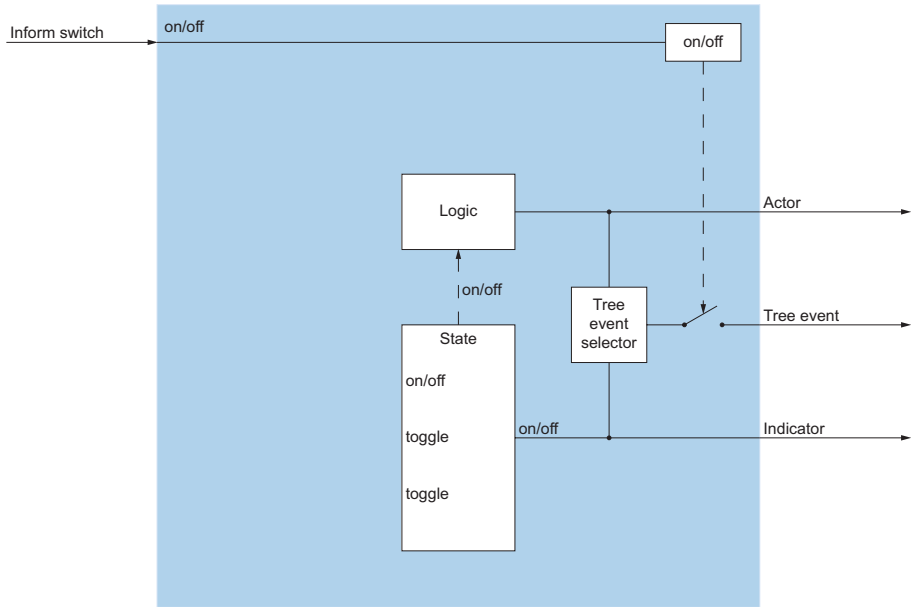 Inform switch
on/off
on/off
Logic
Actor
on/off
Tree
event
selector
Tree event
State
on/off
toggle
on/off
Indicator
toggle